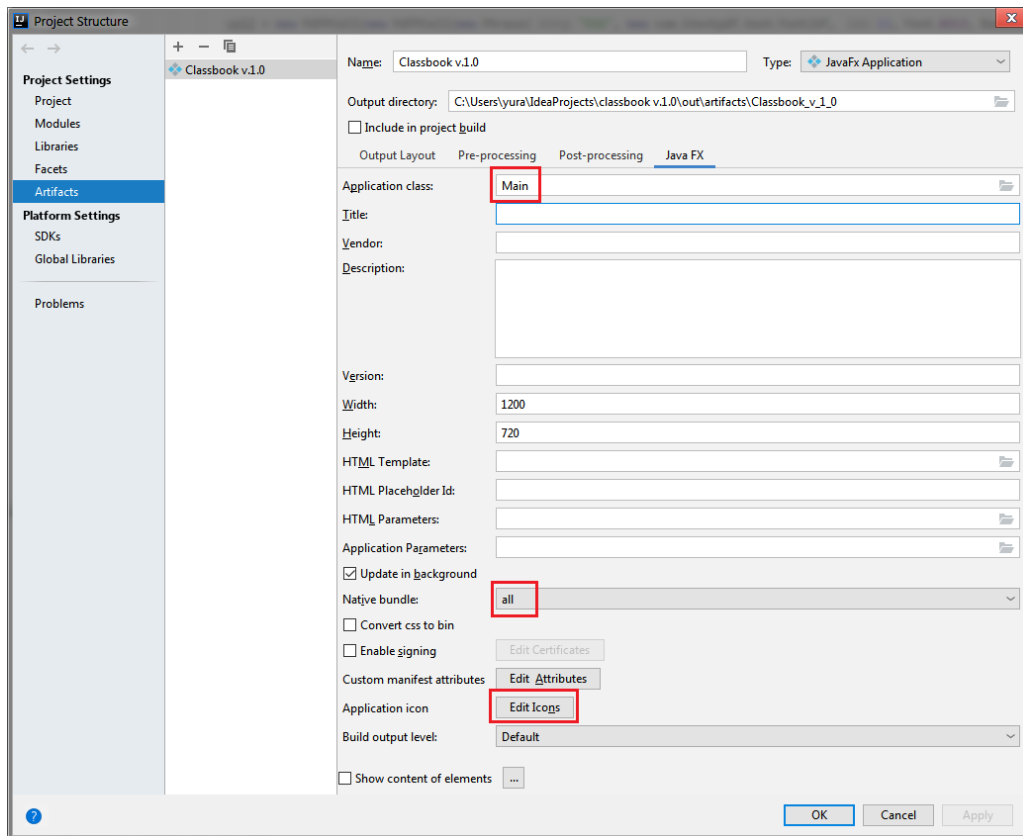 Project Structure
Project Settings
Project
Modules
Libraries
Facets
Artifacts
Platform Settings
SDKs
Global Libraries
Problems
Classbook v.1.0
Name: Classbook v.1.0 Type: JavaFx Application
Output directory: C:\Users\yura\IdeaProjects\classbook v.1.0\out\artifacts\Classbook_v_1_0
Include in project build
Output Layout Pre-processing Post-processing Java FX
Application class: Main
Title:
Vendor:
Description:
Version:
Width: 1200
Height: 720
HTML Template:
HTML Placeholder Id:
HTML Parameters:
Application Parameters:
Update in background
Native bundle: all
Convert css to bin
Enable signing Edit Certificates
Custom manifest attributes Edit Attributes
Application icon Edit Icons
Build output level: Default
Show content of elements ...
? OK Cancel Apply